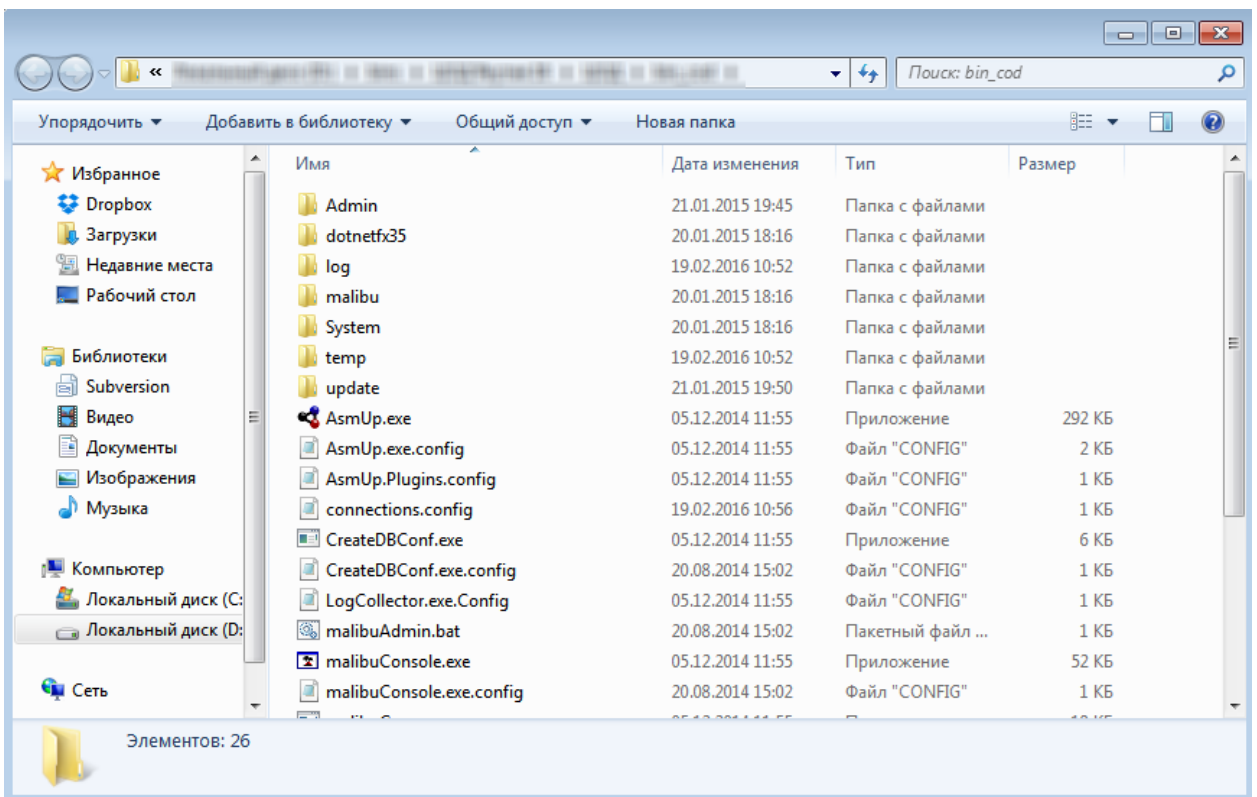 «
Поиск: bin_cod
Упорядочить Добавить в библиотеку Общий доступ Новая папка
Избранное
Dropbox
Загрузки
Недавние места
Рабочий стол
Библиотеки
Subversion
Видео
Документы
Изображения
Музыка
Компьютер
Локальный диск (C:
Локальный диск (D:
Сеть
Имя Дата изменения Тип Размер
Admin 21.01.2015 19:45 Папка с файлами
dotnetfx35 20.01.2015 18:16 Папка с файлами
log 19.02.2016 10:52 Папка с файлами
malibu 20.01.2015 18:16 Папка с файлами
System 20.01.2015 18:16 Папка с файлами
temp 19.02.2016 10:52 Папка с файлами
update 21.01.2015 19:50 Папка с файлами
AsmUp.exe 05.12.2014 11:55 Приложение 292 КБ
AsmUp.exe.config 05.12.2014 11:55 Файл "CONFIG" 2 КБ
AsmUp.Plugins.config 05.12.2014 11:55 Файл "CONFIG" 1 КБ
connections.config 19.02.2016 10:56 Файл "CONFIG" 1 КБ
CreateDBConf.exe 05.12.2014 11:55 Приложение 6 КБ
CreateDBConf.exe.config 20.08.2014 15:02 Файл "CONFIG" 1 КБ
LogCollector.exe.Config 05.12.2014 11:55 Файл "CONFIG" 1 КБ
malibuAdmin.bat 20.08.2014 15:02 Пакетный файл ... 1 КБ
malibuConsole.exe 05.12.2014 11:55 Приложение 52 КБ
malibuConsole.exe.config 20.08.2014 15:02 Файл "CONFIG" 1 КБ
Элементов: 26